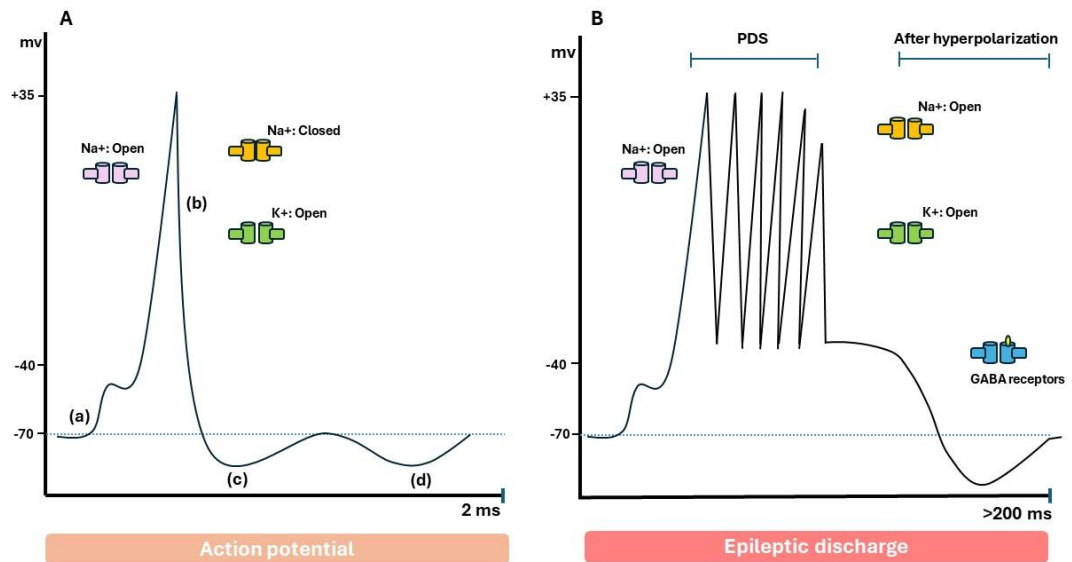 A
mv
+35
-40
-70
Na+: Open
Na+: Closed
K+: Open
(a)
(b)
(c)
(d)
2 ms
Action potential
B
mv
+35
-40
-70
PDS
After hyperpolarization
Na+: Open
Na+: Open
K+: Open
GABA receptors
>200 ms
Epileptic discharge